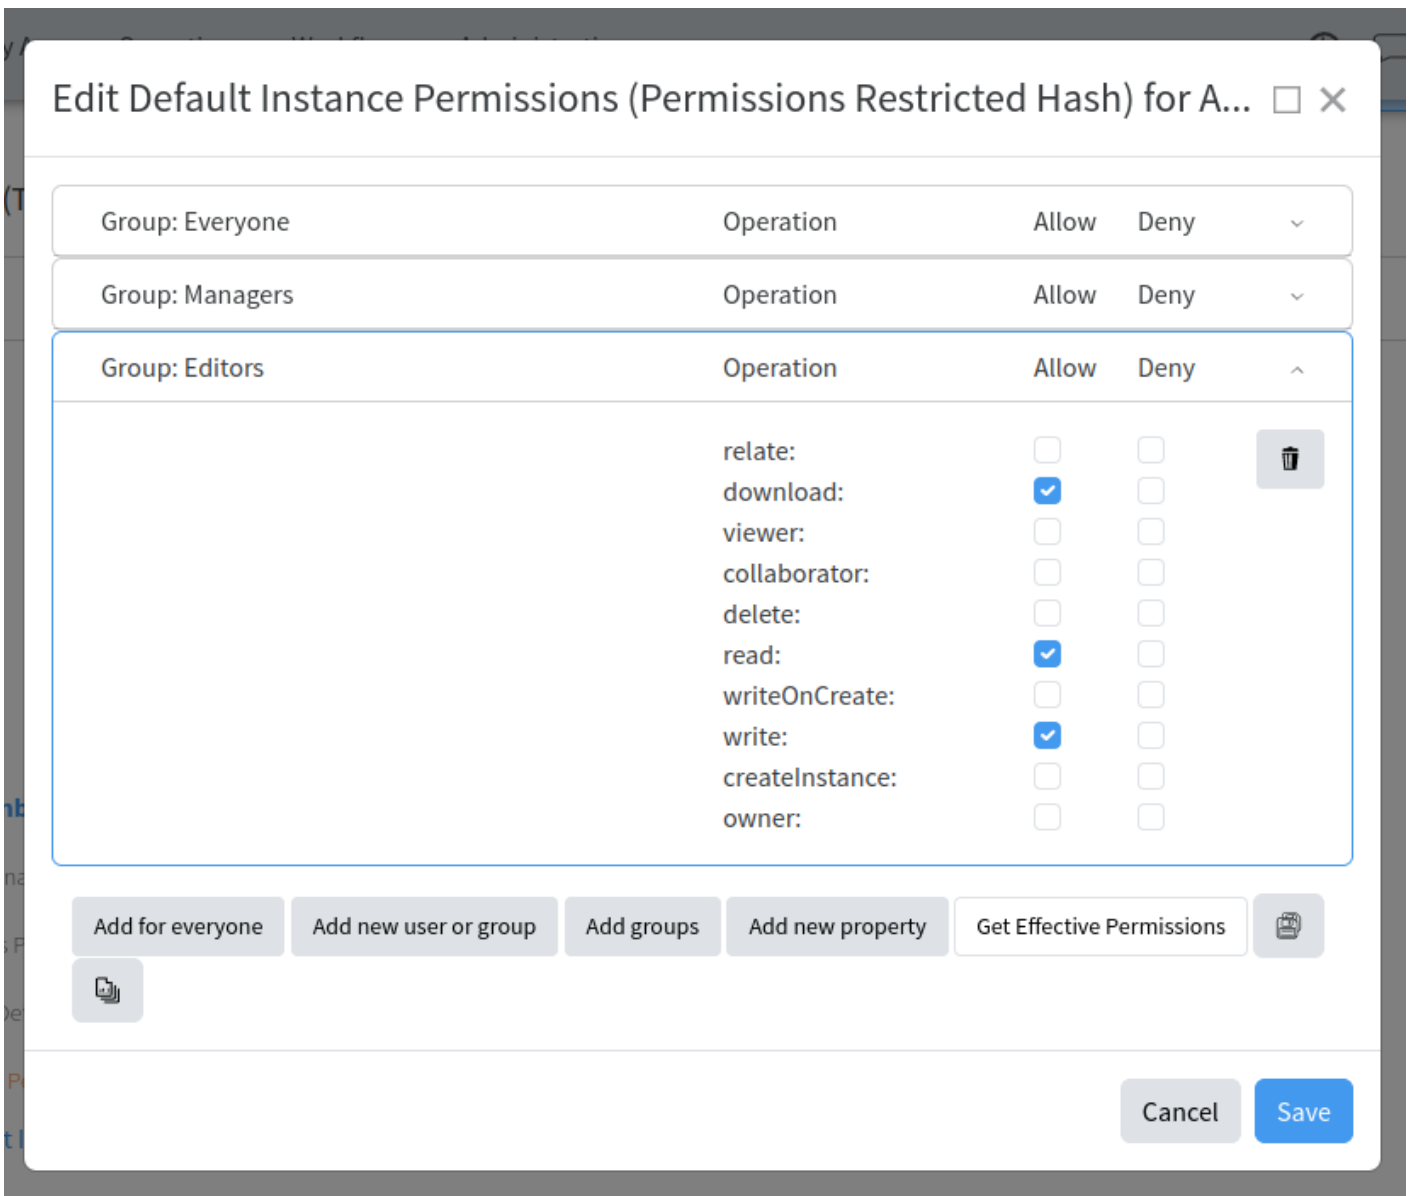 Edit Default Instance Permissions (Permissions Restricted Hash) for A...
Group: Everyone Operation Allow Deny
Group: Managers Operation Allow Deny
Group: Editors Operation Allow Deny
relate:
download:
viewer:
collaborator:
delete:
read:
writeOnCreate:
write:
createInstance:
owner:
Add for everyone Add new user or group Add groups Add new property Get Effective Permissions
Cancel Save